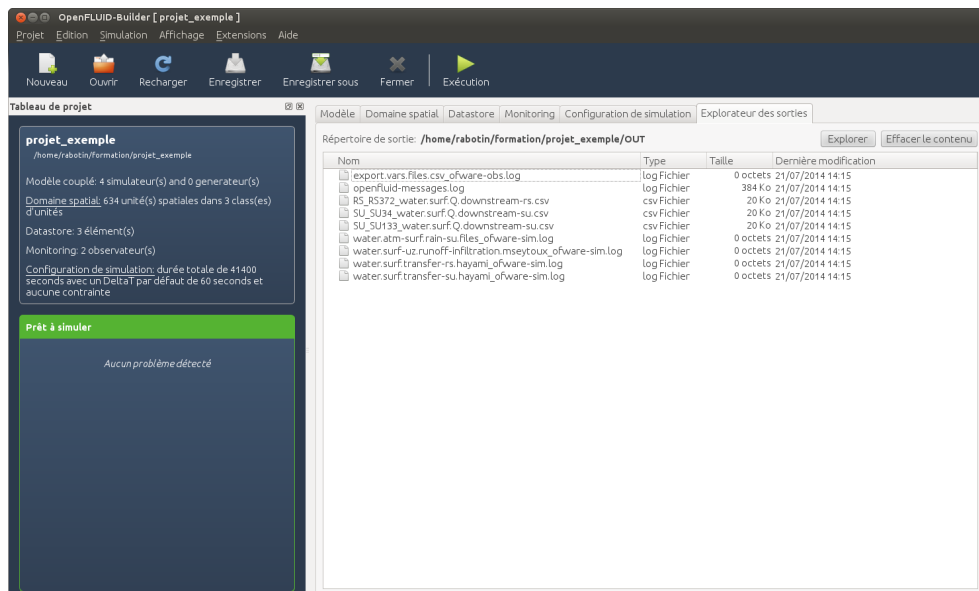 OpenFLUID-Builder [ projet_exemple ]
Projet Edition Simulation Affichage Extensions Aide
Nouveau Ouvrir Recharger Enregistrer Enregistrer sous Fermer Exécution
Tableau de projet
projet_exemple
/home/rabotin/formation/projet_exemple
Modèle couplé: 4 simulateur(s) and 0 generateur(s)
Domaine spatial: 634 unité(s) spatiales dans 3 class(es)
d'unités
Datastore: 3 élément(s)
Monitoring: 2 observateur(s)
Configuration de simulation: durée totale de 41400
secondes avec un DeltaT par défaut de 60 secondes et
aucune contrainte
Prêt à simuler
Aucun problème détecté
Modèle Domaine spatial Datastore Monitoring Configuration de simulation Explorateur des sorties
Répertoire de sortie: /home/rabotin/formation/projet_exemple/OUT Explorer Effacer le contenu
Nom Type Taille Dernière modification
export.vars.files.csv_ofware-obs.log log Fichier 0 octets 21/07/2014 14:15
openfluid-messages.log log Fichier 384 Ko 21/07/2014 14:15
RS_RS372_water.surf.Q.downstream-rs.csv csv Fichier 20 Ko 21/07/2014 14:15
SU_SU34_water.surf.Q.downstream-su.csv csv Fichier 20 Ko 21/07/2014 14:15
SU_SU133_water.surf.Q.downstream-su.csv csv Fichier 20 Ko 21/07/2014 14:15
water.atm-surf.rain-su.files_ofware-sim.log log Fichier 0 octets 21/07/2014 14:15
water.surf-uz.runoff-infiltration.mseytoux_ofware-sim.log log Fichier 0 octets 21/07/2014 14:15
water.surf.transfer-rs.hayami_ofware-sim.log log Fichier 0 octets 21/07/2014 14:15
water.surf.transfer-su.hayami_ofware-sim.log log Fichier 0 octets 21/07/2014 14:15